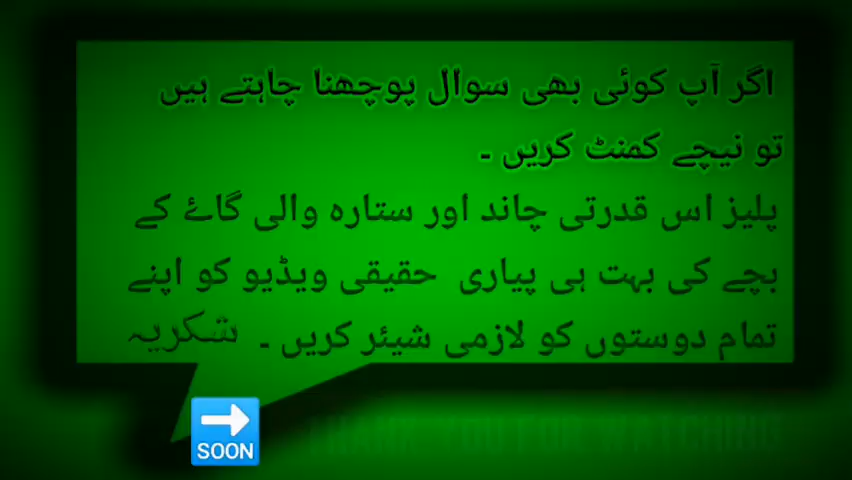 اگر آپ کوئی بھی سوال پوچھنا چاہتے ہیں
تو نیچے کمنٹ کریں ۔
پلیز اس قدرتی چاند اور ستارہ والی گاۓ کے
بچے کی بہت ہی پیاری حقیقی ویڈیو کو اپنے
تمام دوستوں کو لازمی شیئر کریں ۔ شکریہ
SOON